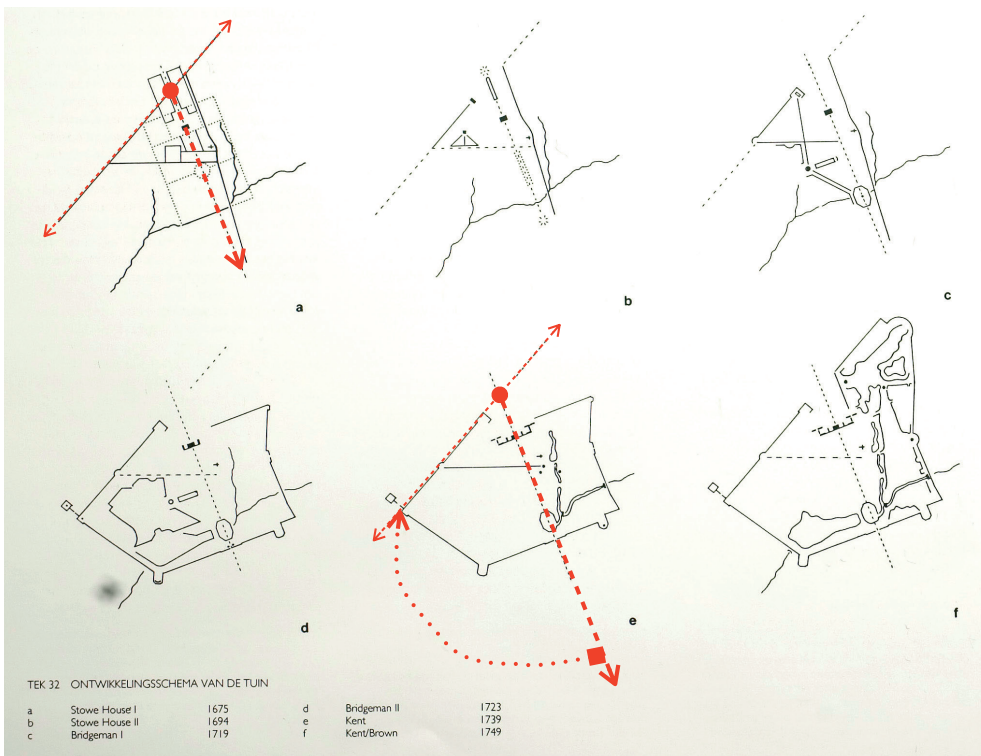 a
b
c
d
e
f
TEK 32 ONTWIKKELINGSSCHEMA VAN DE TUIN
a Stowe House I 1675 d Bridgeman II 1723
b Stowe House II 1694 e Kent 1739
c Bridgeman I 1719 f Kent/Brown 1749